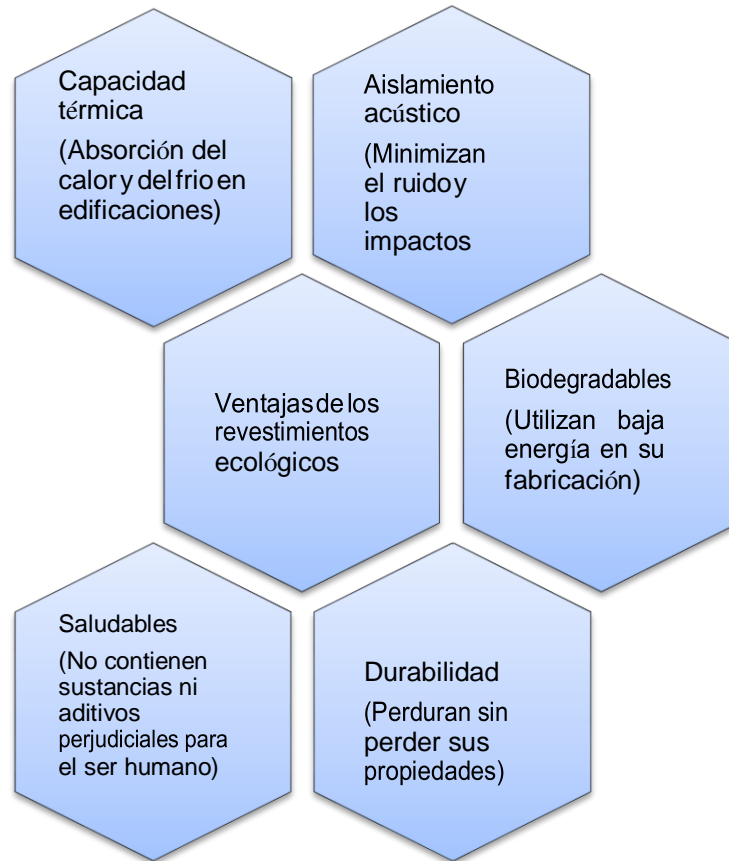 Capacidad
térmica
(Absorción del
calor y del frio en
edificaciones)
Aislamiento
acústico
(Minimizan
el ruido y
los
impactos
Ventajas de los
revestimientos
ecológicos
Biodegradables
(Utilizan baja
energía en su
fabricación)
Saludables
(No contienen
sustancias ni
aditivos
perjudiciales para
el ser humano)
Durabilidad
(Perduran sin
perder sus
propiedades)